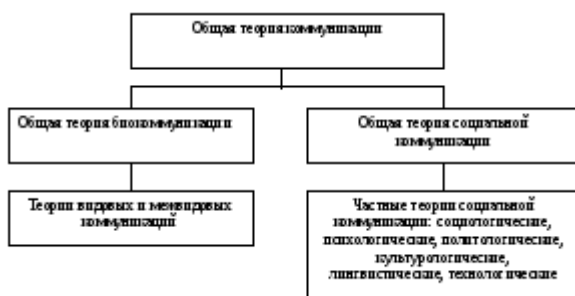 Общая теория коммуникации
Общая теория биокоммуникации
Общая теория социальной
коммуникации
Теории видовых и межвидовых
коммуникаций
Частные теории социальной
коммуникации: социологические,
психологические, политологические,
культурологические,
лингвистические, технологические